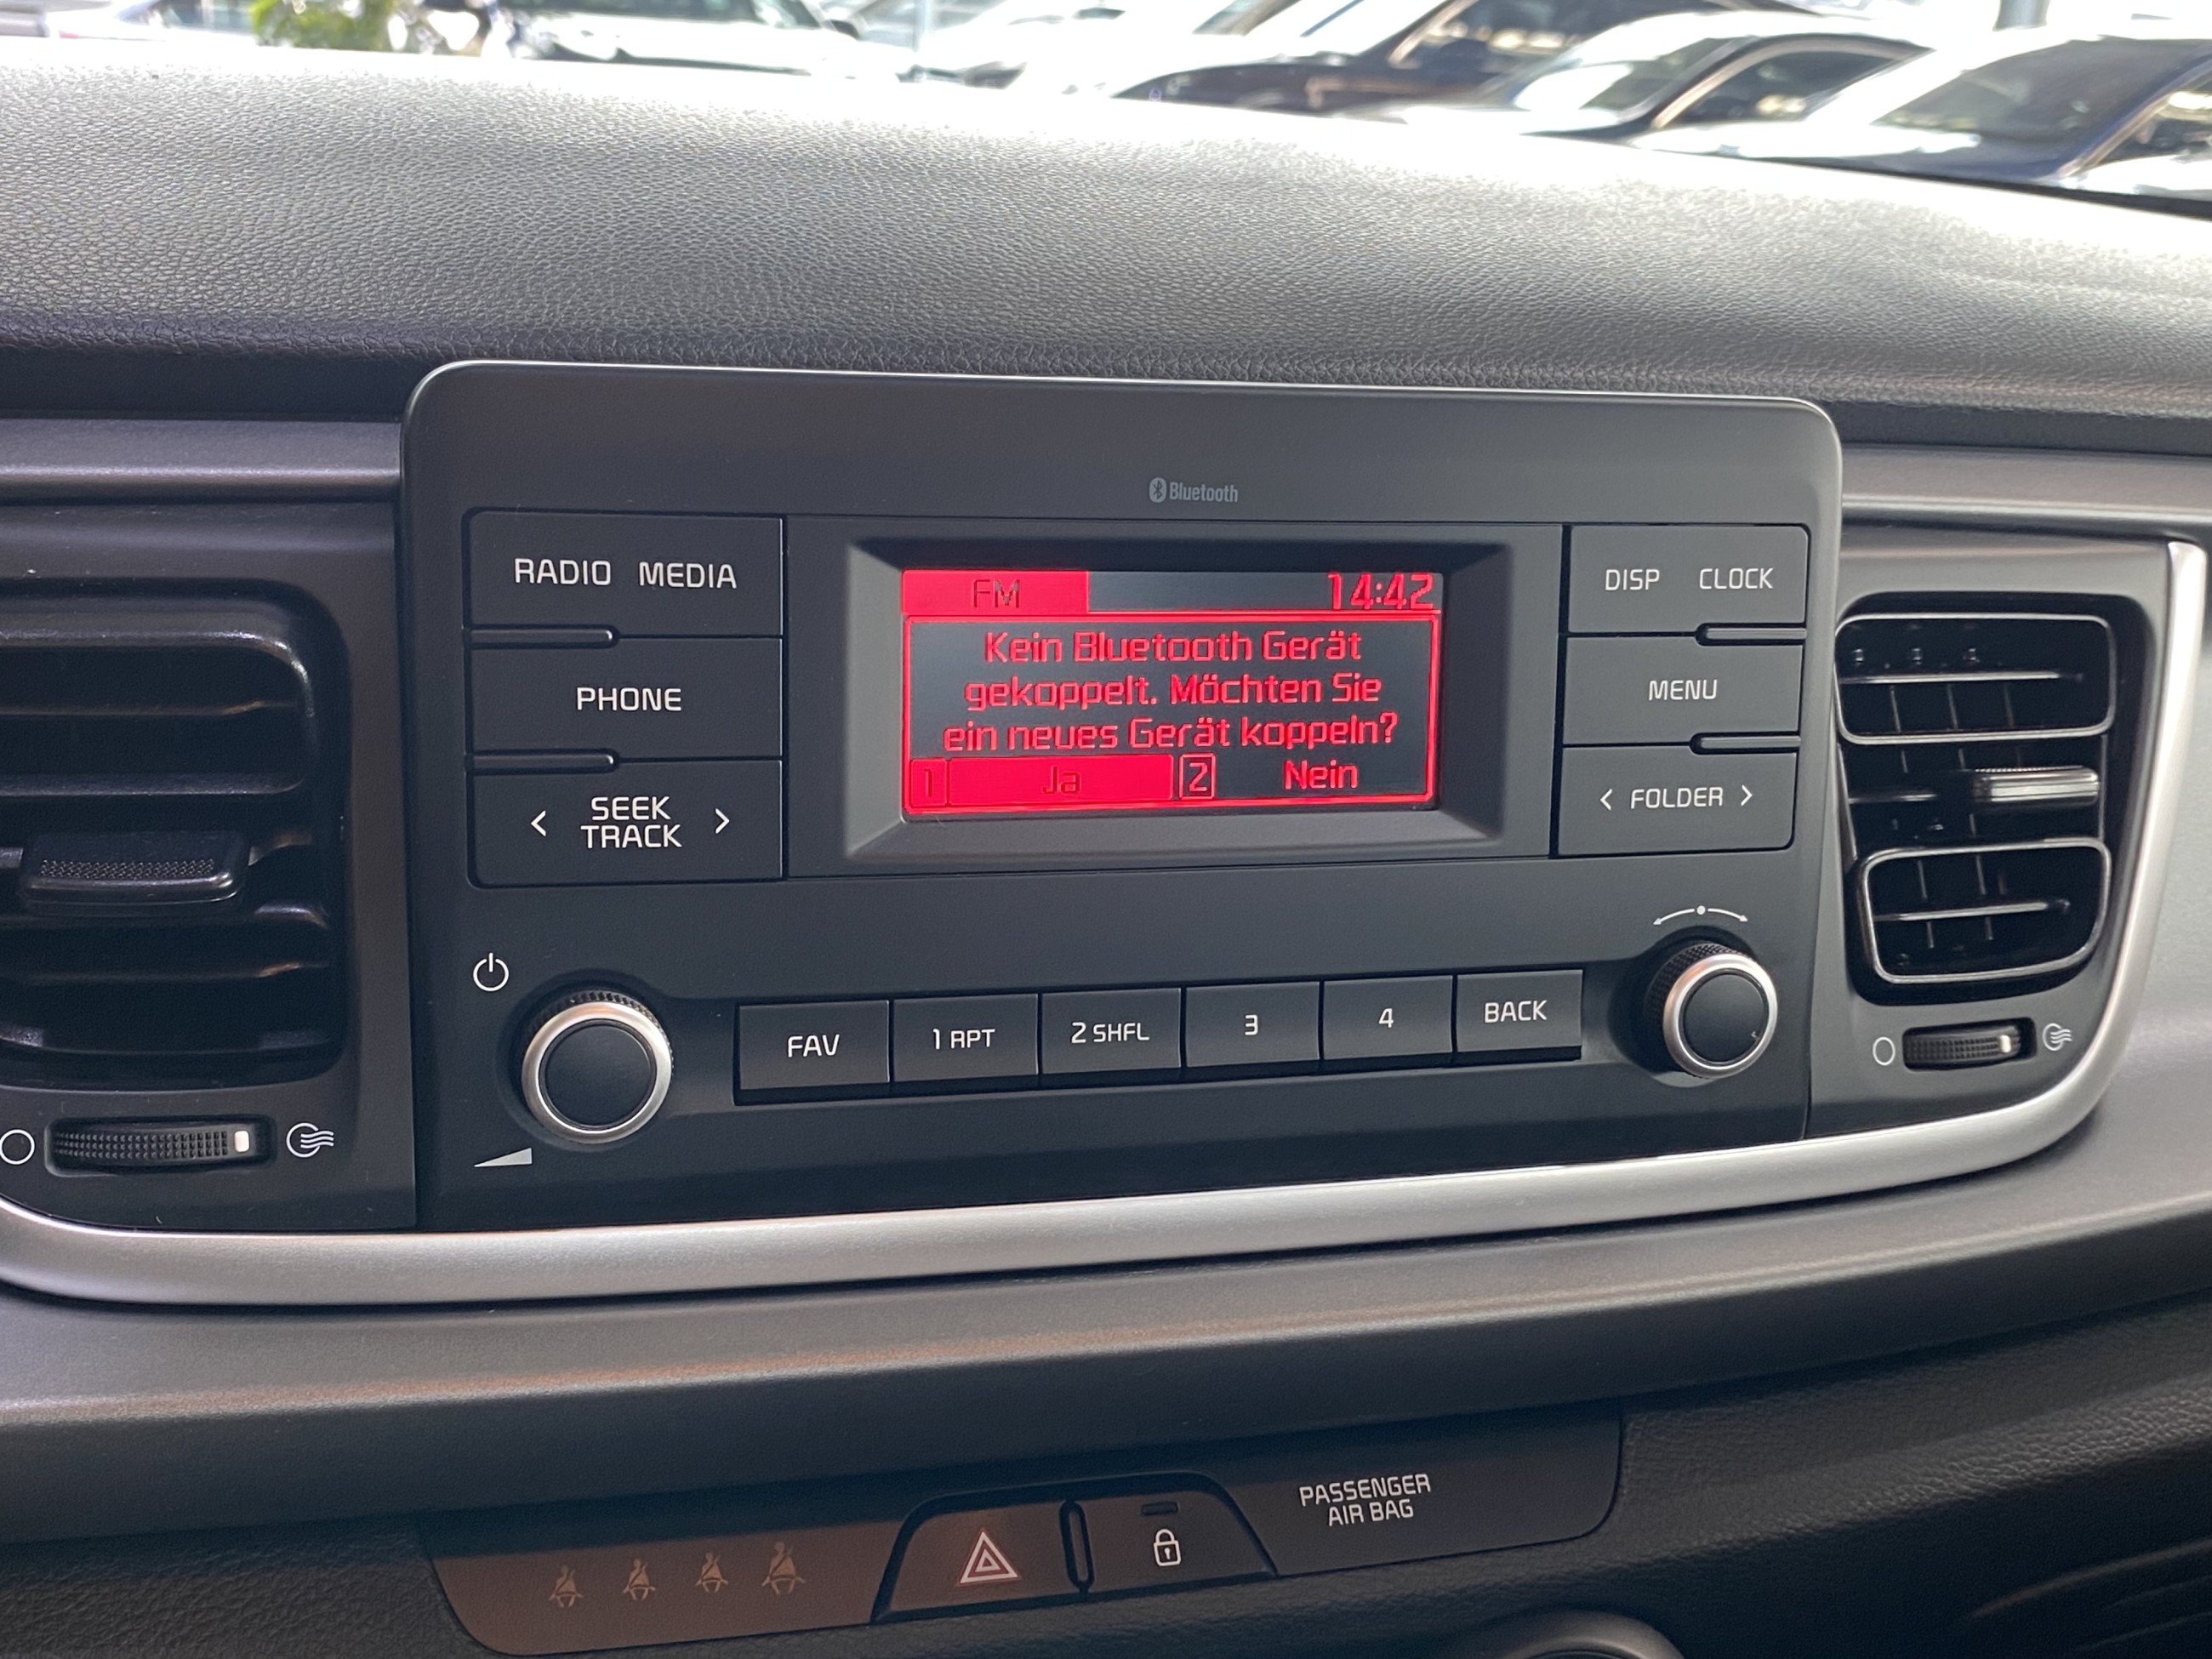 Bluetooth
RADIO MEDIA
PHONE
< SEEK TRACK >
FM 14:42
Kein Bluetooth Gerät
gekoppelt. Möchten Sie
ein neues Gerät koppeln?
1 Ja 2 Nein
DISP CLOCK
MENU
< FOLDER >
FAV 1 RPT 2 SHFL 3 4 BACK
PASSENGER
AIR BAG